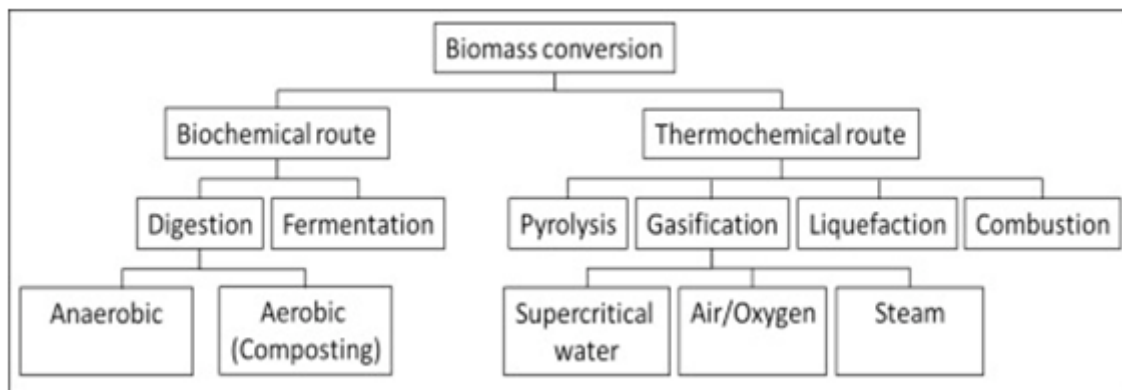 Biomass conversion
Biochemical route
Thermochemical route
Digestion
Fermentation
Pyrolysis
Gasification
Liquefaction
Combustion
Anaerobic
Aerobic
(Composting)
Supercritical
water
Air/Oxygen
Steam